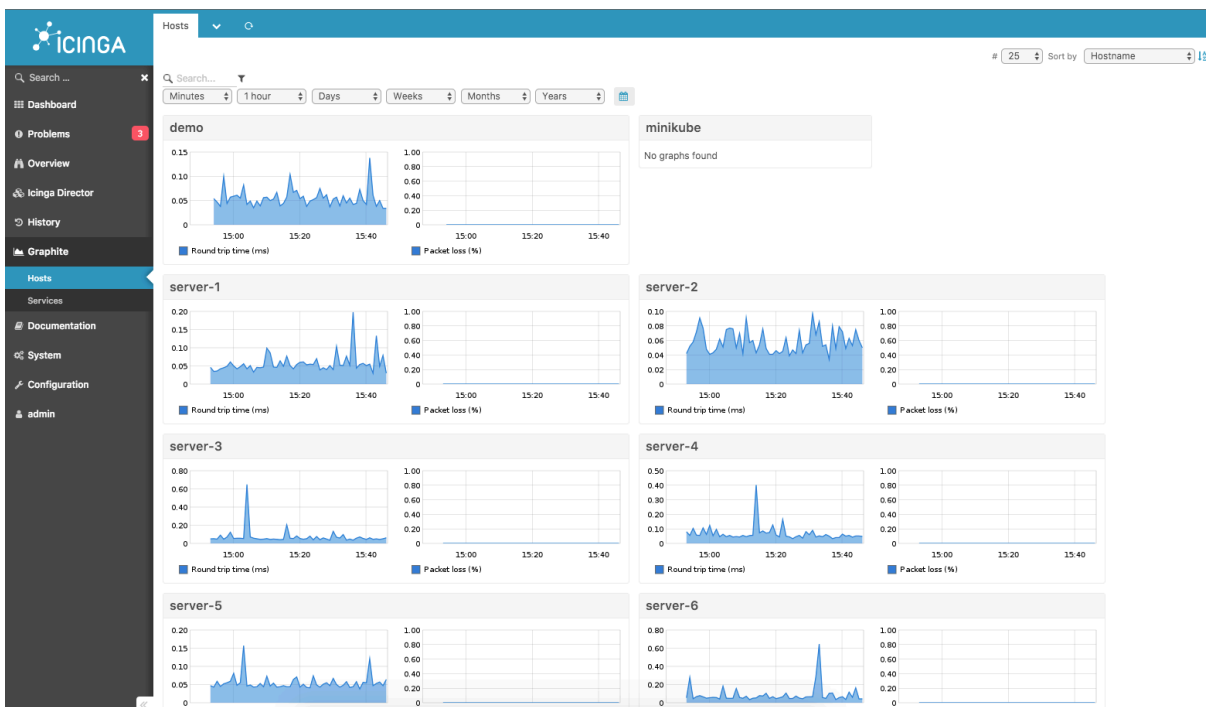 ICINGA
Hosts
# 25 Sort by Hostname
Search ...
Dashboard
Problems 3
Overview
Icinga Director
History
Graphite
Hosts
Services
Documentation
System
Configuration
admin
Search...
Minutes 1 hour Days Weeks Months Years
demo
0.15
0.10
0.05
0
15:00 15:20 15:40
Round trip time (ms)
1.00
0.80
0.60
0.40
0.20
0
15:00 15:20 15:40
Packet loss (%)
minikube
No graphs found
server-1
0.20
0.15
0.10
0.05
0
15:00 15:20 15:40
Round trip time (ms)
1.00
0.80
0.60
0.40
0.20
0
15:00 15:20 15:40
Packet loss (%)
server-2
0.10
0.08
0.06
0.04
0.02
0
15:00 15:20 15:40
Round trip time (ms)
1.00
0.80
0.60
0.40
0.20
0
15:00 15:20 15:40
Packet loss (%)
server-3
0.80
0.60
0.40
0.20
0
15:00 15:20 15:40
Round trip time (ms)
1.00
0.80
0.60
0.40
0.20
0
15:00 15:20 15:40
Packet loss (%)
server-4
0.50
0.40
0.30
0.20
0.10
0
15:00 15:20 15:40
Round trip time (ms)
1.00
0.80
0.60
0.40
0.20
0
15:00 15:20 15:40
Packet loss (%)
server-5
0.20
0.15
0.10
0.05
0
1.00
0.80
0.60
0.40
0.20
0
server-6
0.80
0.60
0.40
0.20
0
1.00
0.80
0.60
0.40
0.20
0